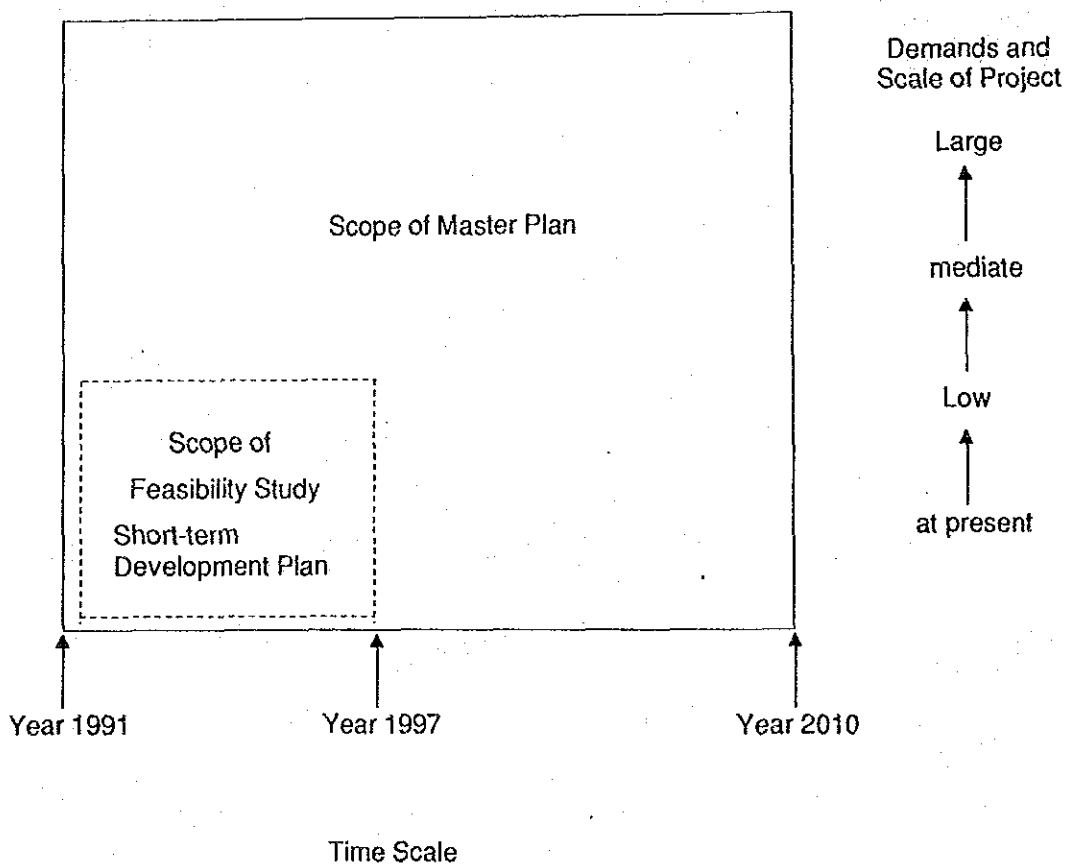 Demands and
Scale of Project
Large
Scope of Master Plan
mediate
Low
Scope of
Feasibility Study
Short-term
Development Plan
at present
Year 1991
Year 1997
Year 2010
Time Scale